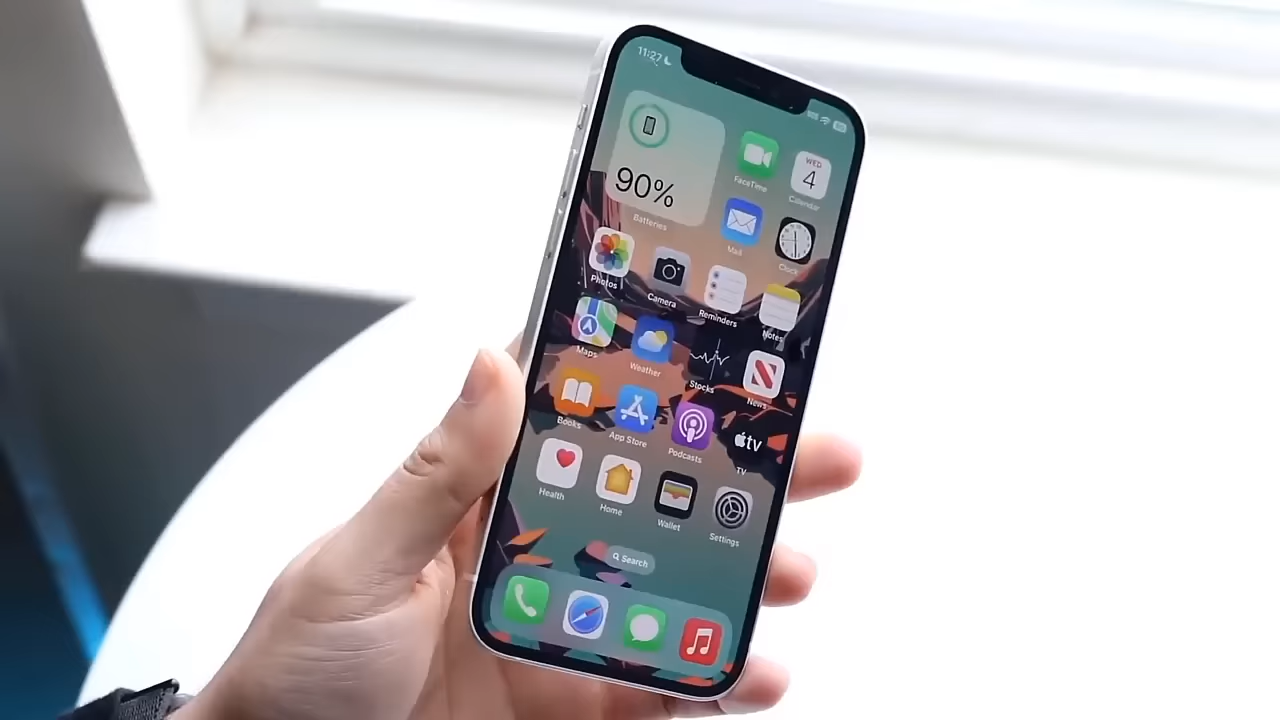 11:27
90%
Batteries
FaceTime
WED
4
Calendar
Mail
Clock
Photos
Camera
Reminders
Notes
Maps
Weather
Stocks
News
Books
App Store
Podcasts
tv
TV
Health
Home
Wallet
Settings
Search